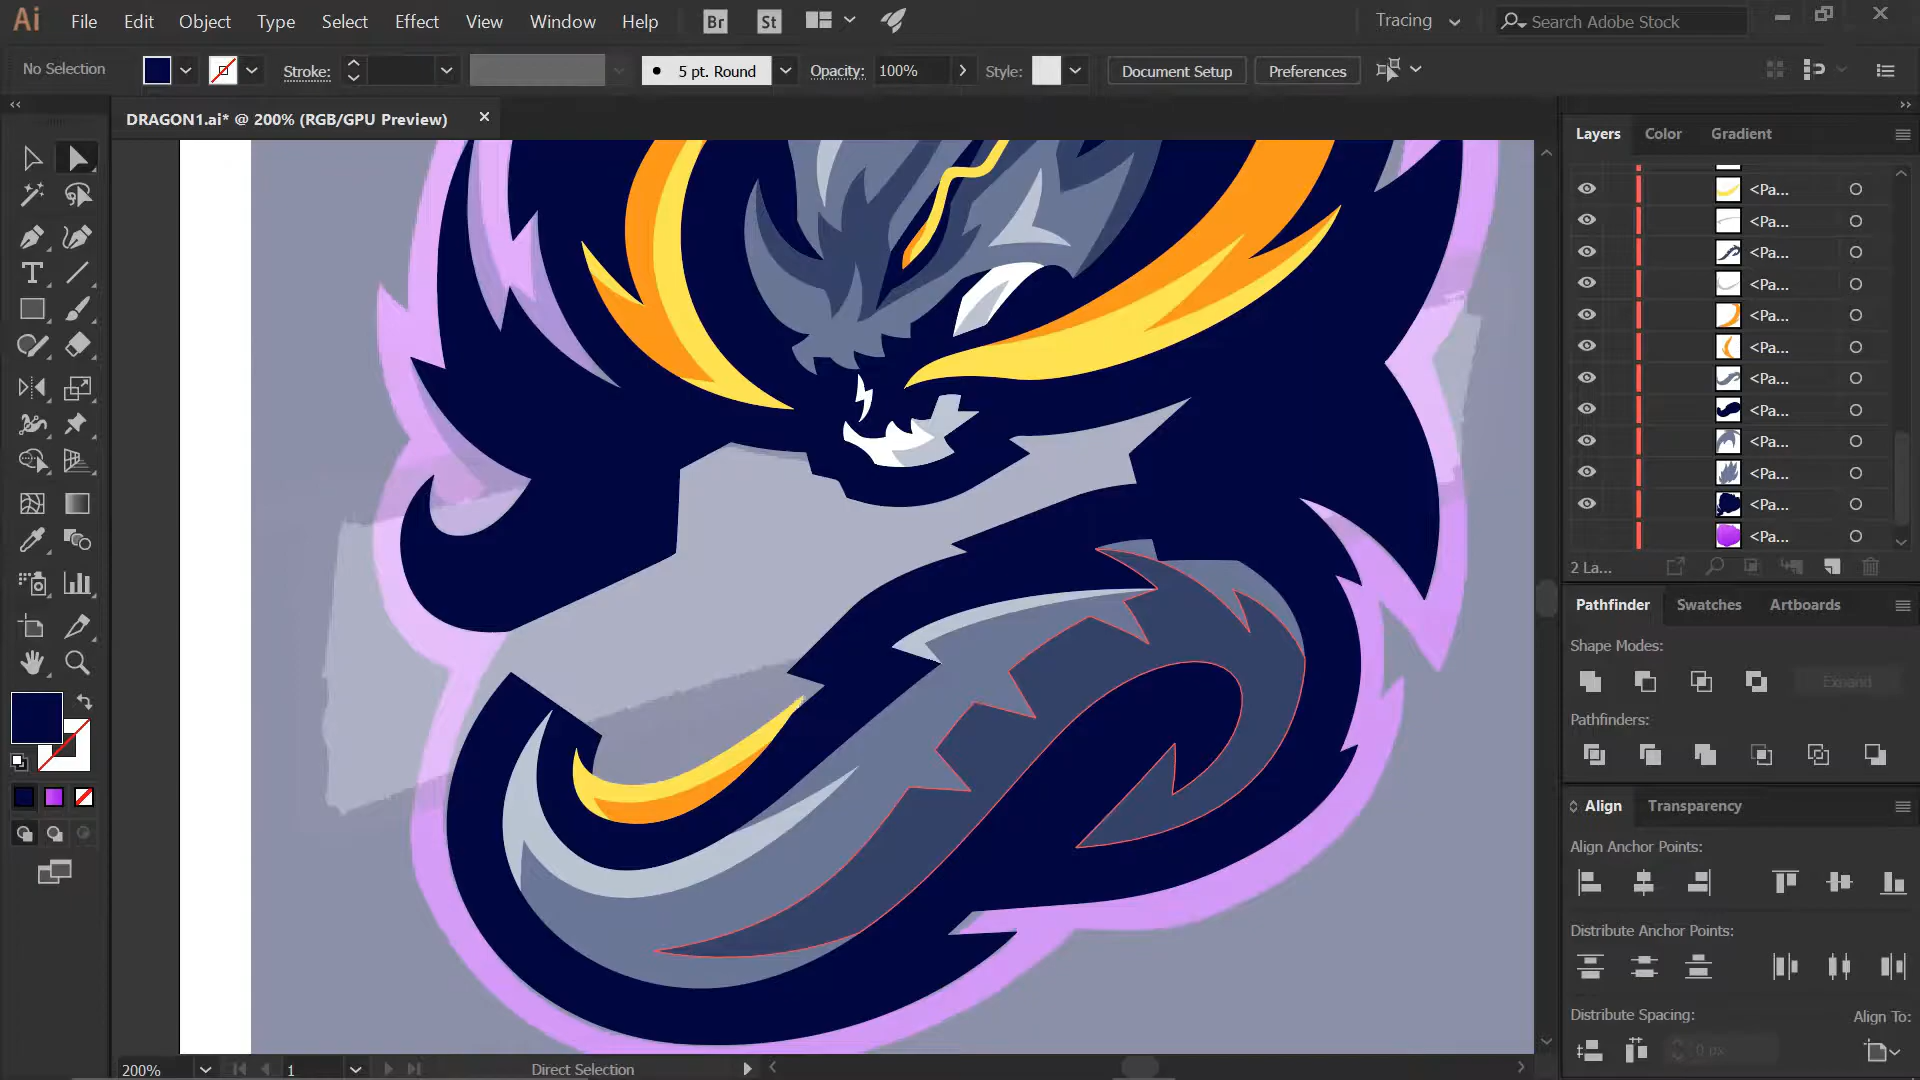 Ai File Edit Object Type Select Effect View Window Help Br St Tracing Search Adobe Stock
No Selection Stroke: 5 pt. Round Opacity: 100% Style: Document Setup Preferences
DRAGON1.ai* @ 200% (RGB/GPU Preview)
Layers Color Gradient
<Pa...
<Pa...
<Pa...
<Pa...
<Pa...
<Pa...
<Pa...
<Pa...
<Pa...
<Pa...
<Pa...
<Pa...
2 La...
Pathfinder Swatches Artboards
Shape Modes:
Expand
Pathfinders:
Align Transparency
Align Anchor Points:
Distribute Anchor Points:
Distribute Spacing: Align To:
0 px
200% 1 Direct Selection